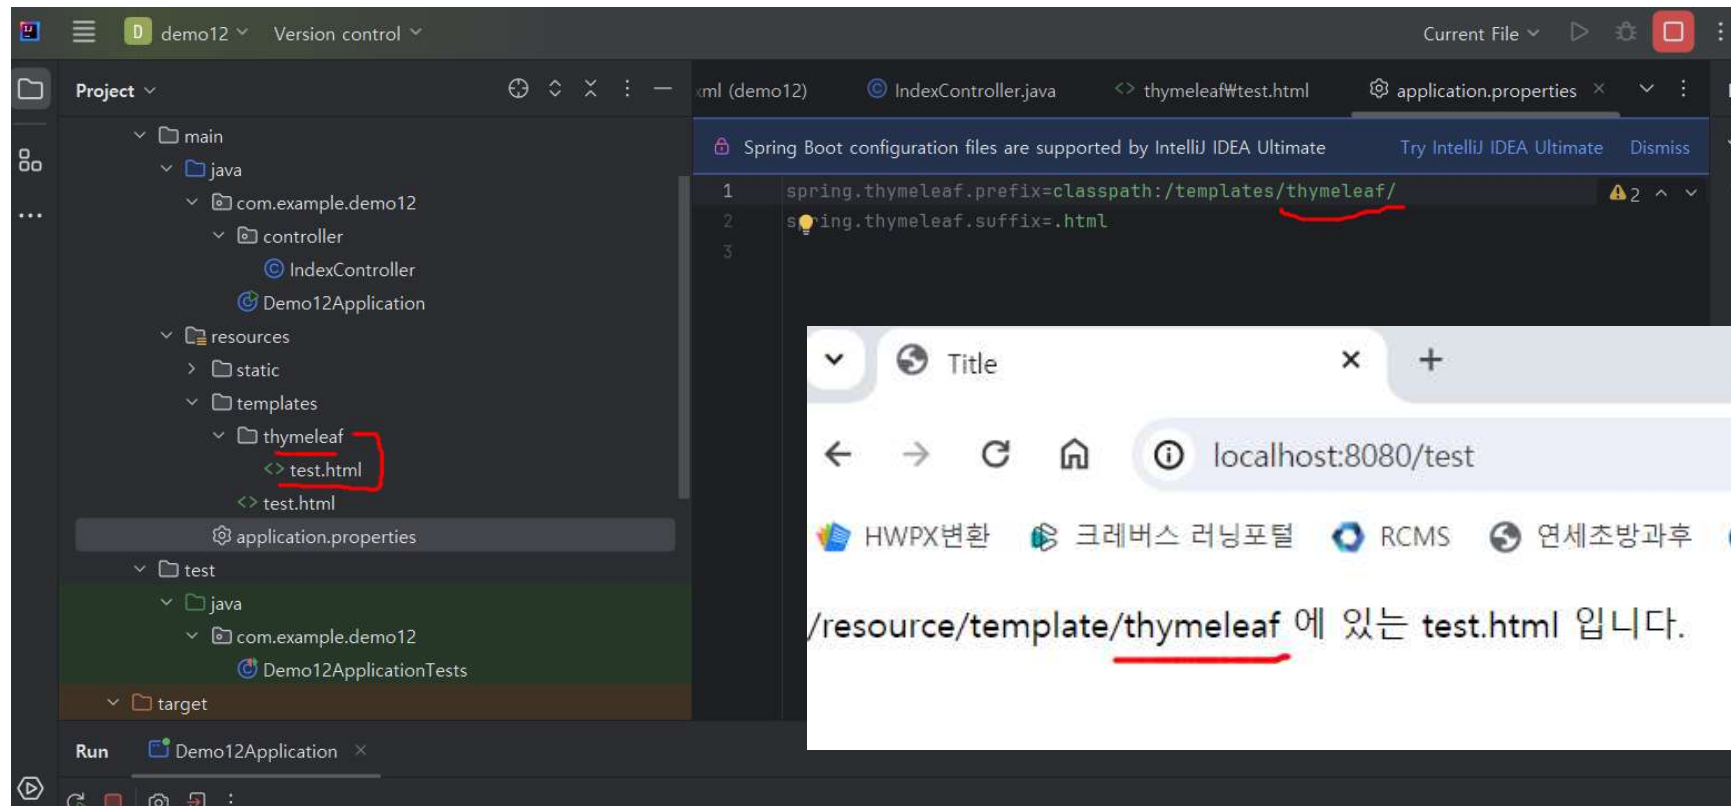 D demo12 Version control Current File
Project
xml (demo12) IndexController.java thymeleaf₩test.html application.properties
main
java
com.example.demo12
controller
IndexController
Demo12Application
resources
static
templates
thymeleaf
test.html
test.html
application.properties
test
java
com.example.demo12
Demo12ApplicationTests
target
Spring Boot configuration files are supported by IntelliJ IDEA Ultimate Try IntelliJ IDEA Ultimate Dismiss
1 spring.thymeleaf.prefix=classpath:/templates/thymeleaf/ 2
2 spring.thymeleaf.suffix=.html
3
Title
localhost:8080/test
HWPX변환 크레버스 러닝포털 RCMS 연세초방과후
/resource/template/thymeleaf 에 있는 test.html 입니다.
Run Demo12Application